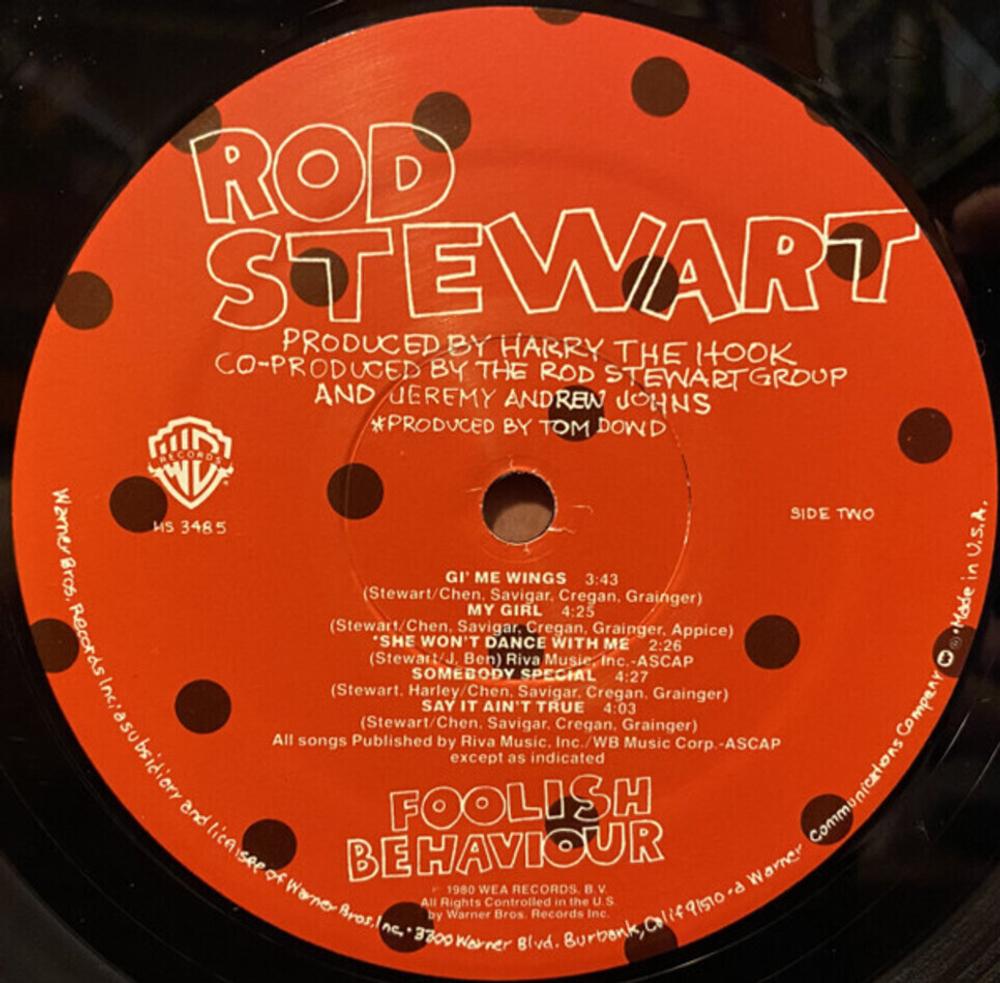 ROD
STEWART
PRODUCED BY HARRY THE HOOK
CO-PRODUCED BY THE ROD STEWART GROUP
AND JEREMY ANDREW JOHNS
*PRODUCED BY TOM DOWD
RECORDS
HS 3485
SIDE TWO
GI' ME WINGS 3:43
(Stewart/Chen, Savigar, Cregan, Grainger)
MY GIRL 4:25
(Stewart/Chen, Savigar, Cregan, Grainger, Appice)
*SHE WON'T DANCE WITH ME 2:26
(Stewart/J. Ben) Riva Music, Inc.-ASCAP
SOMEBODY SPECIAL 4:27
(Stewart, Harley/Chen, Savigar, Cregan, Grainger)
SAY IT AIN'T TRUE 4:03
(Stewart/Chen, Savigar, Cregan, Grainger)
All songs Published by Riva Music, Inc./WB Music Corp.-ASCAP
except as indicated
FOOLISH
BEHAVIOUR
℗ 1980 WEA RECORDS, B.V.
All Rights Controlled in the U.S.
by Warner Bros. Records Inc.
Warner Bros. Records Inc., a subsidiary and licensee of Warner Bros. Inc. • 3300 Warner Blvd. Burbank, Calif 91510 • a Warner Communications Company • Made in U.S.A.